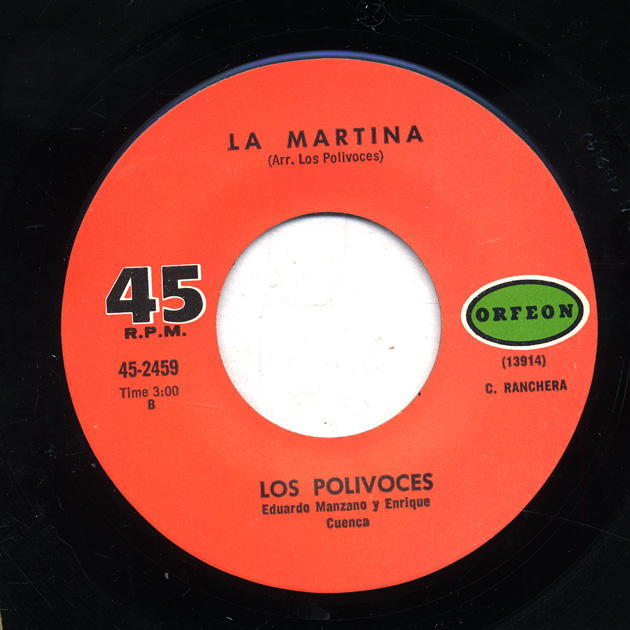 LA MARTINA
(Arr. Los Polivoces)
45
R.P.M.
45-2459
Time 3:00
B
ORFEON
(13914)
C. RANCHERA
LOS POLIVOCES
Eduardo Manzano y Enrique
Cuenca